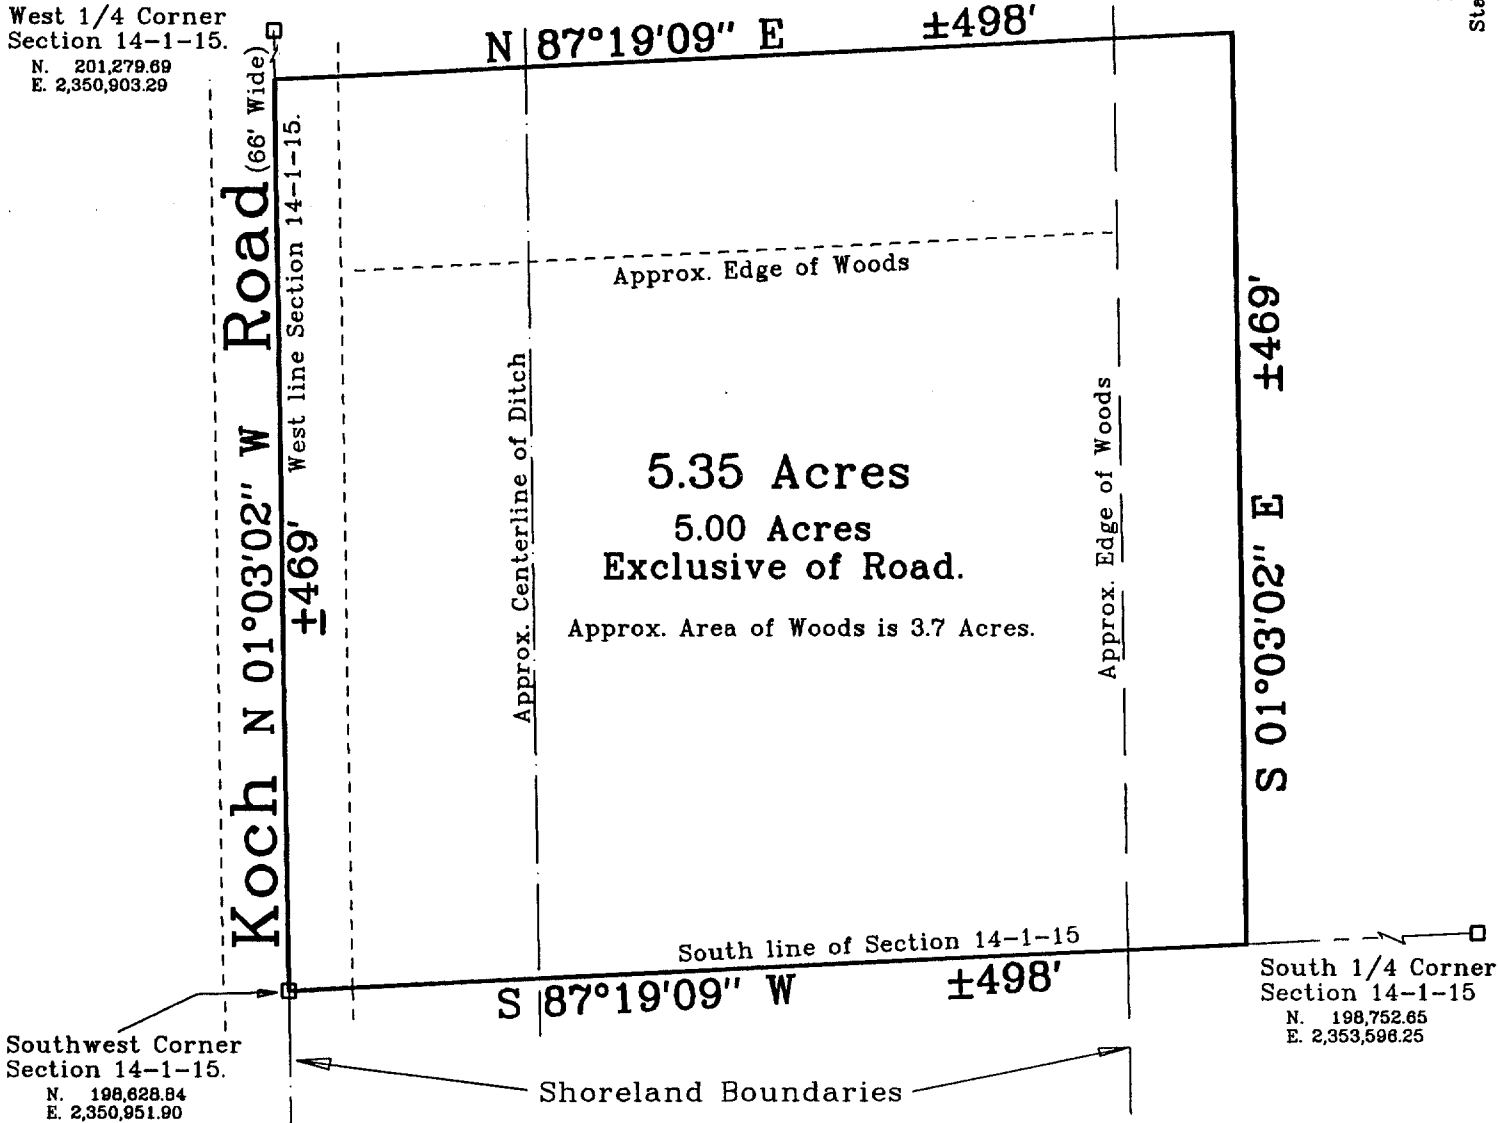 West 1/4 Corner
Section 14-1-15.
N. 201,279.69
E. 2,350,903.29
N 87°19'09" E ±498'
Sta
Koch Road (66' Wide)
N 01°03'02" W
±469'
West line Section 14-1-15.
Approx. Edge of Woods
Approx. Centerline of Ditch
5.35 Acres
5.00 Acres
Exclusive of Road.
Approx. Area of Woods is 3.7 Acres.
Approx. Edge of Woods
S 01°03'02" E ±469'
South line of Section 14-1-15
S 87°19'09" W ±498'
South 1/4 Corner
Section 14-1-15
N. 198,752.65
E. 2,353,596.25
Southwest Corner
Section 14-1-15.
N. 198,628.84
E. 2,350,951.90
Shoreland Boundaries